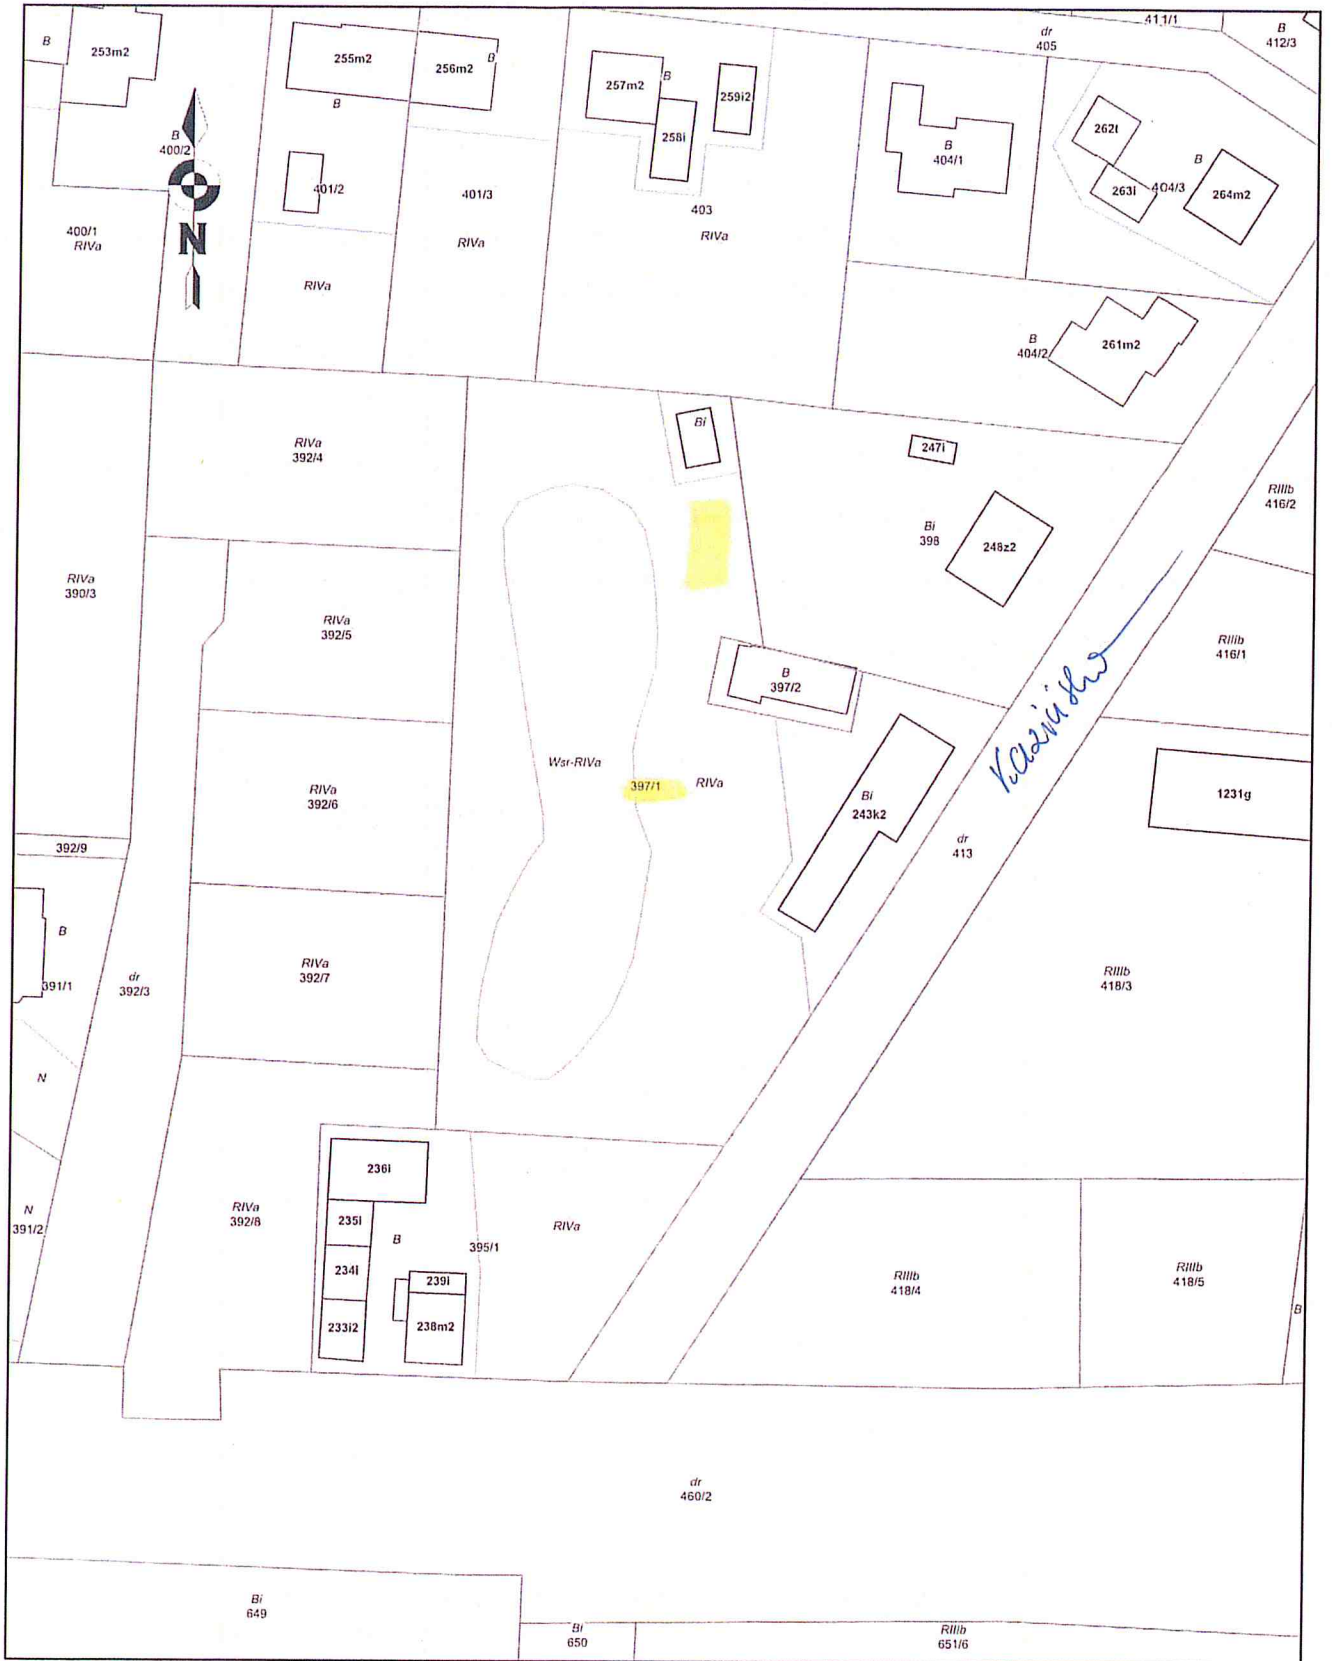 411/1
dr
405
B
412/3
B
253m2
255m2
256m2
B
B
257m2
B
259i2
258i
B
400/2
401/2
401/3
403
B
404/1
B
404/3
264m2
400/1
RIVa
N
RIVa
RIVa
RIVa
B
404/2
261m2
RIVa
392/4
Bi
247i
RIIIb
416/2
Bi
398
248z2
RIVa
390/3
RIVa
392/5
RIIIb
416/1
B
397/2
Wsr-RIVa
397/1
RIVa
RIVa
392/6
Bi
243k2
1231g
dr
413
392/9
B
391/1
dr
392/3
RIVa
392/7
RIIIb
418/3
N
236i
N
391/2
RIVa
392/8
235i
B
395/1
RIVa
234i
239i
233i2
238m2
RIIIb
418/4
RIIIb
418/5
B
dr
460/2
Bi
649
Bi
650
RIIIb
651/6